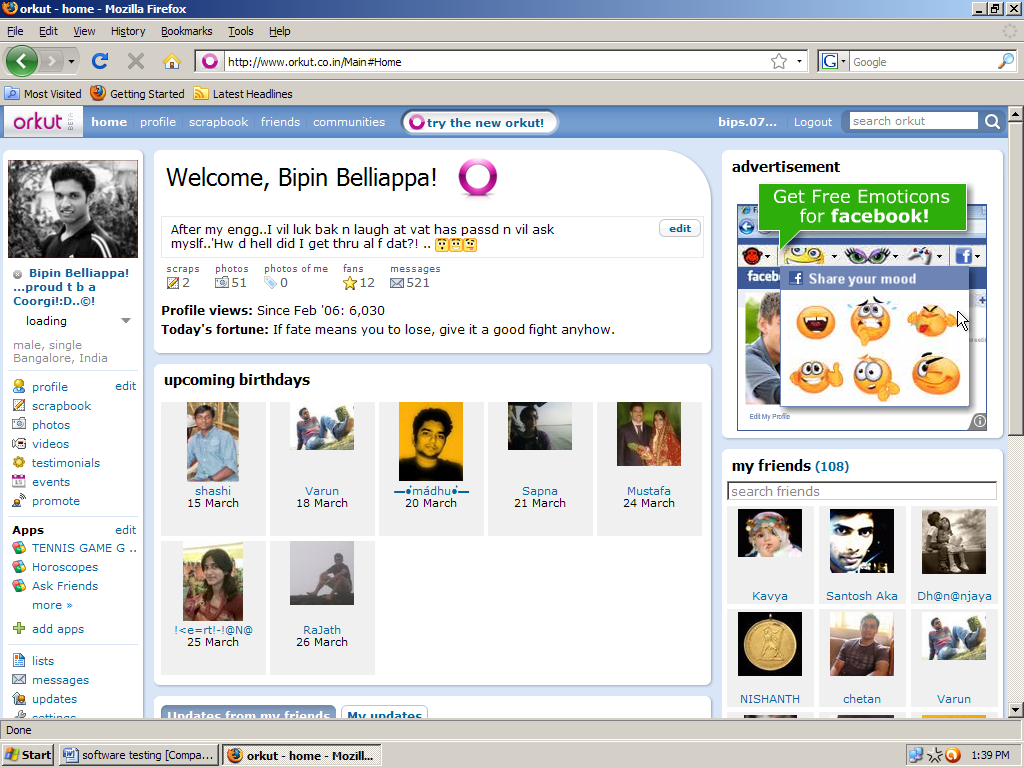 orkut - home - Mozilla Firefox
File Edit View History Bookmarks Tools Help
http://www.orkut.co.in/Main#Home
G Google
Most Visited Getting Started Latest Headlines
orkut BETA home profile scrapbook friends communities try the new orkut! bips.07... Logout search orkut
Bipin Belliappa!
...proud t b a
Coorgi!:D..©!
loading
male, single
Bangalore, India
profile edit
scrapbook
photos
videos
testimonials
events
promote
Apps edit
TENNIS GAME G ..
Horoscopes
Ask Friends
more »
add apps
lists
messages
updates
settings
Welcome, Bipin Belliappa!
After my engg..I vil luk bak n laugh at vat has passd n vil ask edit
myslf..'Hw d hell did I get thru al f dat?! ..
scraps photos photos of me fans messages
2 51 0 12 521
Profile views: Since Feb '06: 6,030
Today's fortune: If fate means you to lose, give it a good fight anyhow.
upcoming birthdays
shashi Varun mádhu Sapna Mustafa
15 March 18 March 20 March 21 March 24 March
!<e=rt!-!@N@ RaJath
25 March 26 March
Updates from my friends My updates
advertisement
Get Free Emoticons
for facebook!
faceb
Share your mood
Edit My Profile
my friends (108)
search friends
Kavya Santosh Aka Dh@n@njaya
NISHANTH chetan Varun
Done
Start software testing [Compa... orkut - home - Mozill... 1:39 PM